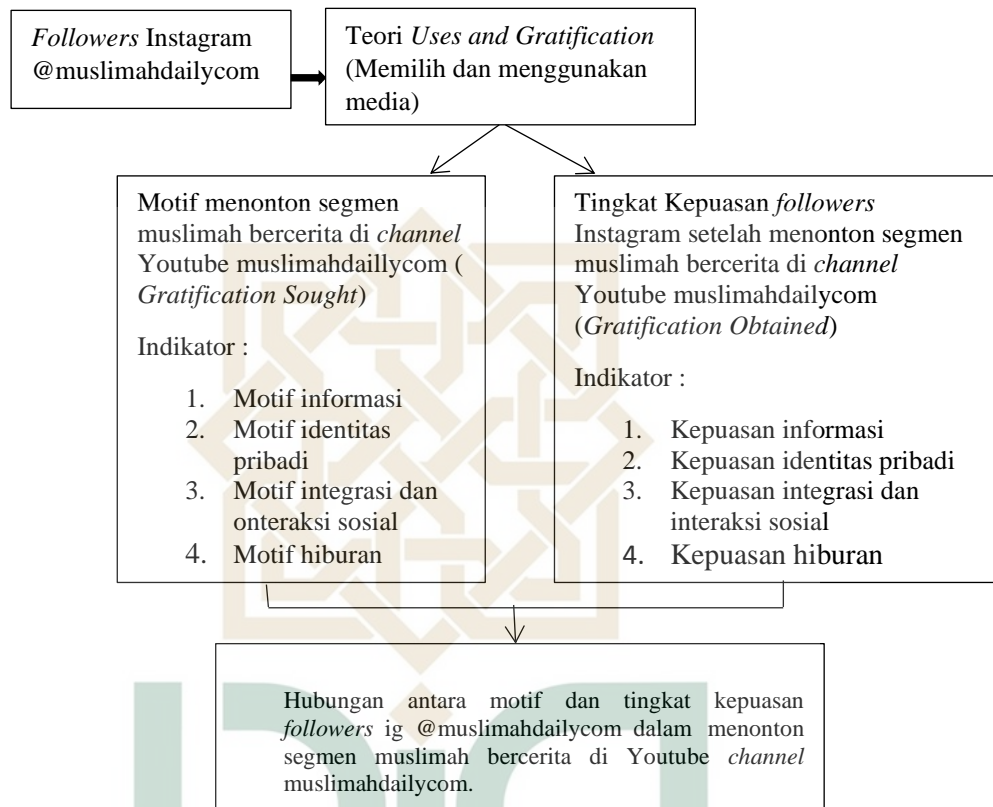 Followers Instagram
@muslimahdailycom
Teori Uses and Gratification
(Memilih dan menggunakan
media)
Motif menonton segmen
muslimah bercerita di channel
Youtube muslimahdaillycom (
Gratification Sought)
Indikator :
1. Motif informasi
2. Motif identitas
pribadi
3. Motif integrasi dan
onteraksi sosial
4. Motif hiburan
Tingkat Kepuasan followers
Instagram setelah menonton segmen
muslimah bercerita di channel
Youtube muslimahdailycom
(Gratification Obtained)
Indikator :
1. Kepuasan informasi
2. Kepuasan identitas pribadi
3. Kepuasan integrasi dan
interaksi sosial
4. Kepuasan hiburan
Hubungan antara motif dan tingkat kepuasan
followers ig @muslimahdailycom dalam menonton
segmen muslimah bercerita di Youtube channel
muslimahdailycom.